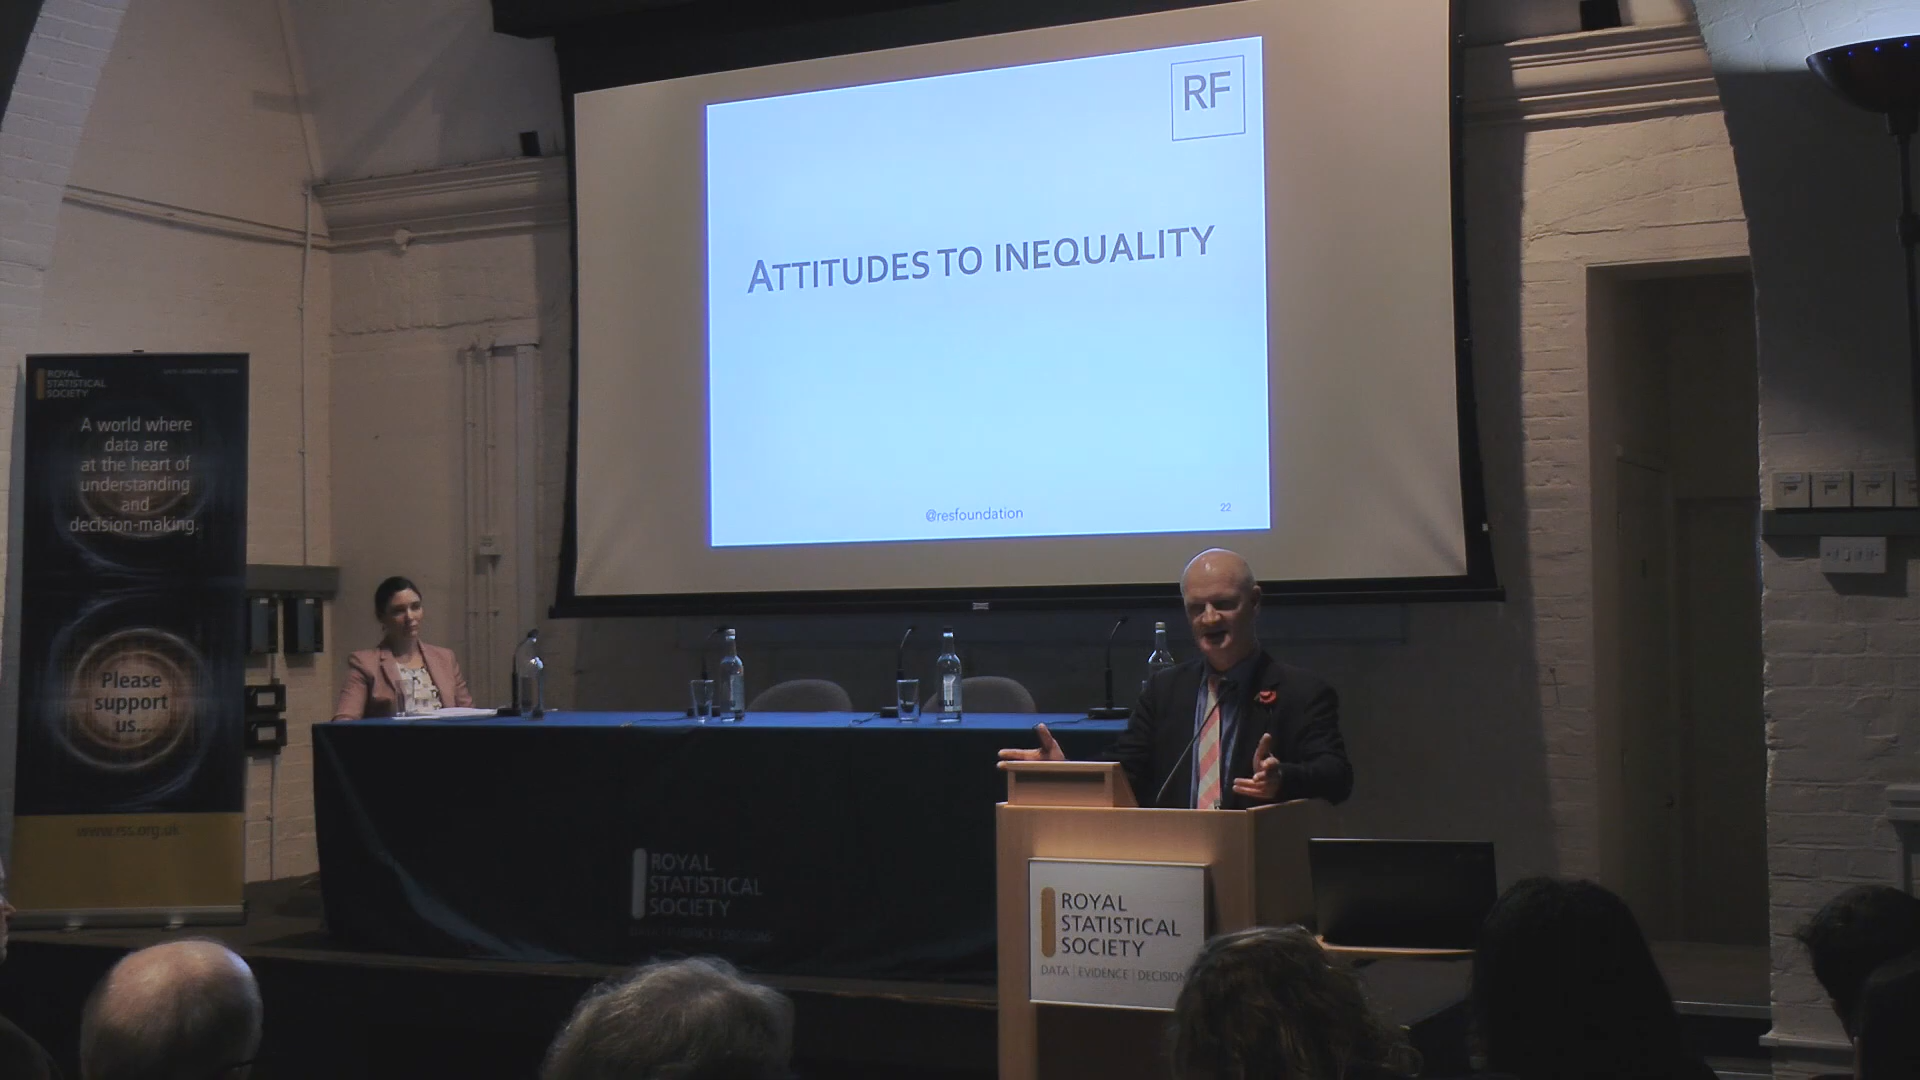 RF
ATTITUDES TO INEQUALITY
@resfoundation
22
ROYAL
STATISTICAL
SOCIETY
A world where
data are
at the heart of
understanding
and
decision-making.
Please
support
us...
www.rss.org.uk
ROYAL
STATISTICAL
SOCIETY
ROYAL
STATISTICAL
SOCIETY
DATA | EVIDENCE | DECISION